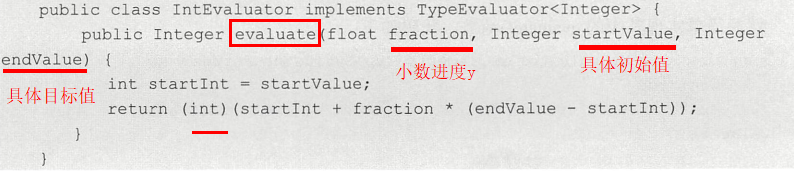 public class IntEvaluator implements TypeEvaluator<Integer> {
public Integer evaluate(float fraction, Integer startValue, Integer
小数进度y
具体初始值
endValue) {
具体目标值
int startInt = startValue;
return (int)(startInt + fraction * (endValue - startInt));
}
}